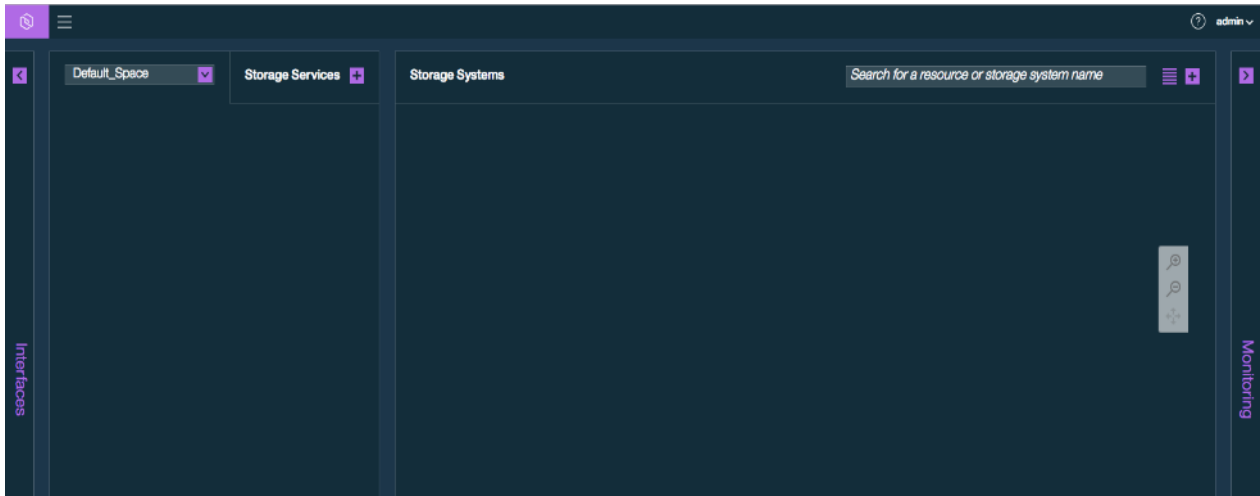 admin
Default_Space
Storage Services
Storage Systems
Search for a resource or storage system name
Interfaces
Monitoring